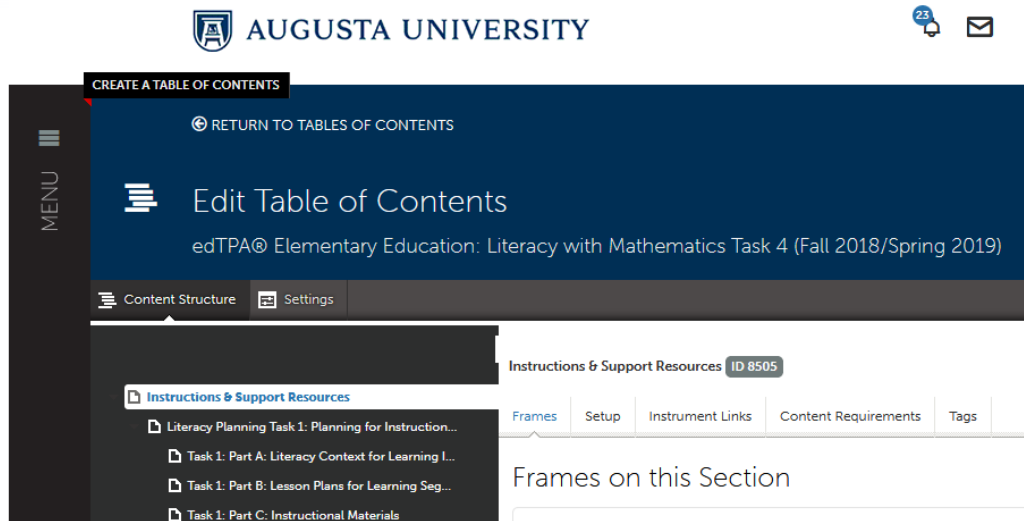 AUGUSTA UNIVERSITY
23
CREATE A TABLE OF CONTENTS
MENU
RETURN TO TABLES OF CONTENTS
Edit Table of Contents
edTPA® Elementary Education: Literacy with Mathematics Task 4 (Fall 2018/Spring 2019)
Content Structure
Settings
Instructions & Support Resources
Literacy Planning Task 1: Planning for Instruction...
Task 1: Part A: Literacy Context for Learning I...
Task 1: Part B: Lesson Plans for Learning Seg...
Task 1: Part C: Instructional Materials
Instructions & Support Resources ID 8505
Frames Setup Instrument Links Content Requirements Tags
Frames on this Section